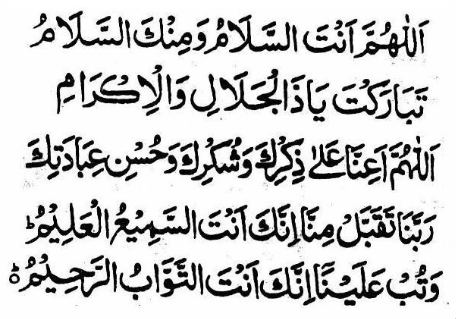 اَللّٰهُمَّ اَنْتَ السَّلَامُ وَمِنْكَ السَّلَامُ
تَبَارَكْتَ يَاذَا الْجَلَالِ وَالْاِكْرَامِ
اَللّٰهُمَّ اَعِنَّا عَلٰى ذِكْرِكَ وَشُكْرِكَ وَحُسْنِ عِبَادَتِكَ
رَبَّنَا تَقَبَّلْ مِنَّا اِنَّكَ اَنْتَ السَّمِيْعُ الْعَلِيْمُ ؕ
وَتُبْ عَلَيْنَا اِنَّكَ اَنْتَ التَّوَّابُ الرَّحِيْمُ ۃ